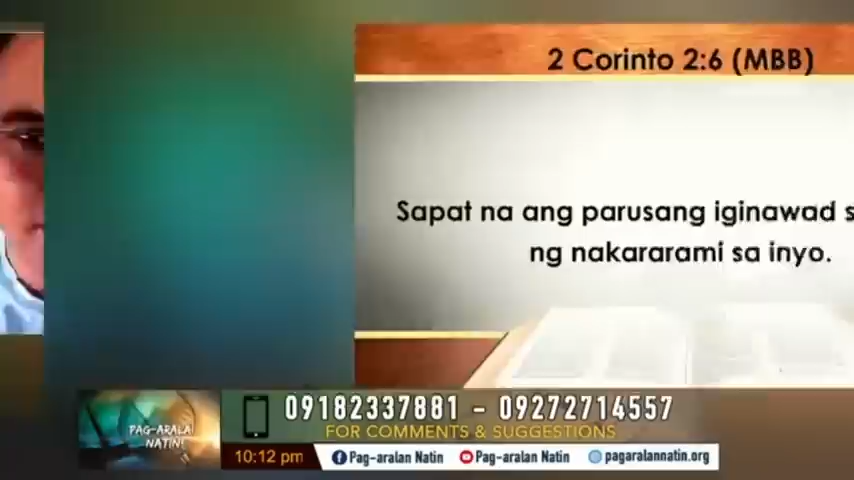 2 Corinto 2:6 (MBB)
Sapat na ang parusang iginawad
ng nakararami sa inyo.
09182337881 - 09272714557
FOR COMMENTS & SUGGESTIONS
PAG-ARALAN
NATIN!
10:12 pm
Pag-aralan Natin
Pag-aralan Natin
pagaralannatin.org